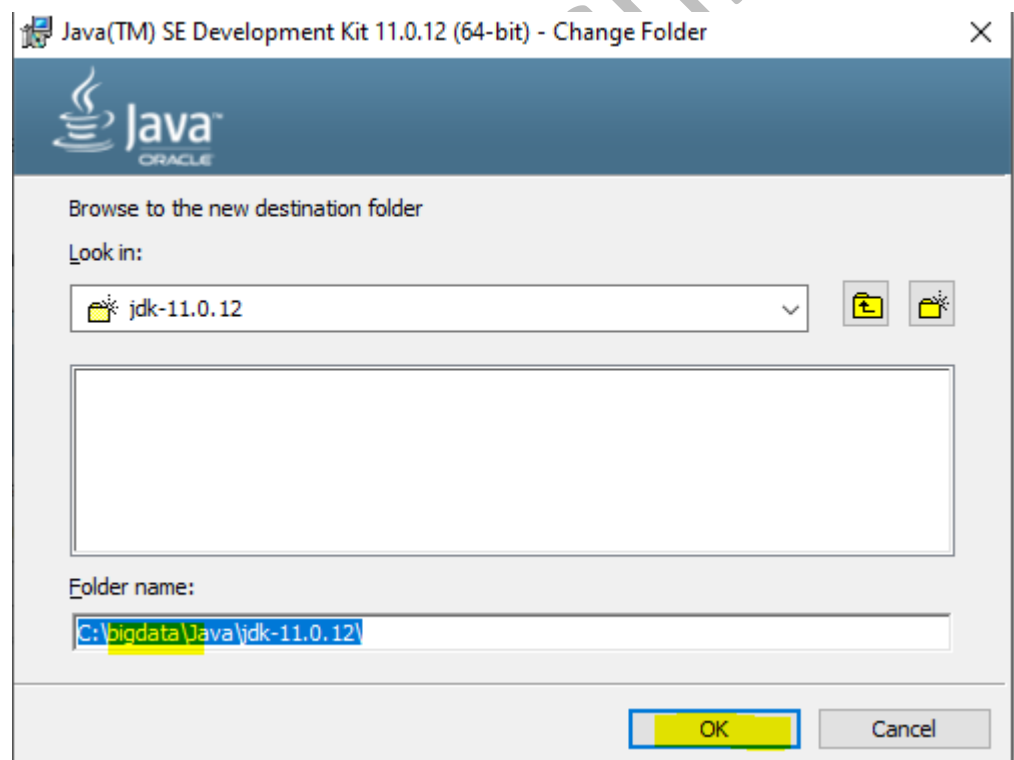 Java(TM) SE Development Kit 11.0.12 (64-bit) - Change Folder
Java™
ORACLE
Browse to the new destination folder
Look in:
jdk-11.0.12
Folder name:
C:\bigdata\Java\jdk-11.0.12\
OK Cancel